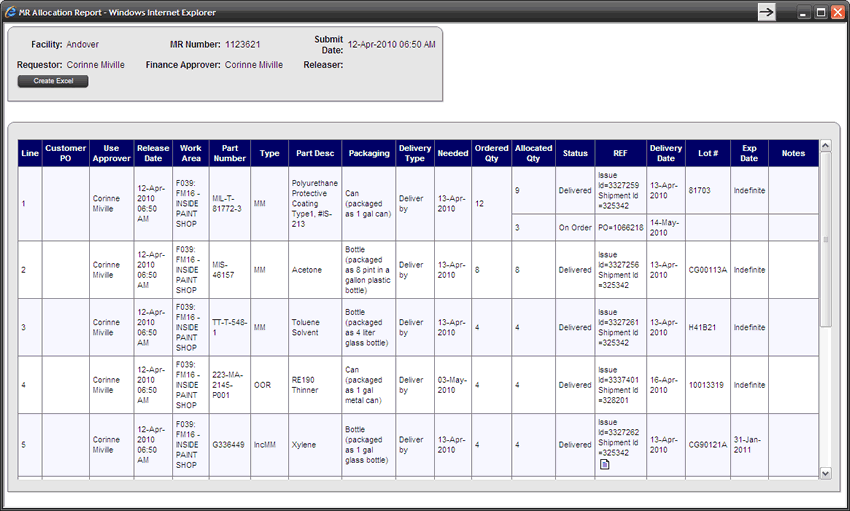 MR Allocation Report - Windows Internet Explorer
Facility: Andover MR Number: 1123621 Submit Date: 12-Apr-2010 06:50 AM
Requestor: Corinne Miville Finance Approver: Corinne Miville Releaser:
Create Excel
Line Customer PO Use Approver Release Date Work Area Part Number Type Part Desc Packaging Delivery Type Needed Ordered Qty Allocated Qty Status REF Delivery Date Lot # Exp Date Notes
1 Corinne Miville 12-Apr-2010 06:50 AM F039: FM16 - INSIDE PAINT SHOP MIL-T-81772-3 MM Polyurethane Protective Coating Type1, #IS-213 Can (packaged as 1 gal can) Deliver by 13-Apr-2010 12 9 Delivered Issue Id=3327259 Shipment Id =325342 13-Apr-2010 81703 Indefinite
3 On Order PO=1066218 14-May-2010
2 Corinne Miville 12-Apr-2010 06:50 AM F039: FM16 - INSIDE PAINT SHOP MIS-46157 MM Acetone Bottle (packaged as 8 pint in a gallon plastic bottle) Deliver by 13-Apr-2010 8 8 Delivered Issue Id=3327256 Shipment Id =325342 13-Apr-2010 CG00113A Indefinite
3 Corinne Miville 12-Apr-2010 06:50 AM F039: FM16 - INSIDE PAINT SHOP TT-T-548-1 MM Toluene Solvent Bottle (packaged as 4 liter glass bottle) Deliver by 13-Apr-2010 4 4 Delivered Issue Id=3327261 Shipment Id =325342 13-Apr-2010 H41B21 Indefinite
4 Corinne Miville 12-Apr-2010 06:50 AM F039: FM16 - INSIDE PAINT SHOP 223-MA-2145-P001 OOR RE190 Thinner Can (packaged as 1 gal metal can) Deliver by 03-May-2010 4 4 Delivered Issue Id=3337401 Shipment Id =328201 16-Apr-2010 10013319 Indefinite
5 Corinne Miville 12-Apr-2010 06:50 AM F039: FM16 - INSIDE PAINT SHOP G336449 IncMM Xylene Bottle (packaged as 1 gal glass bottle) Deliver by 13-Apr-2010 4 4 Delivered Issue Id=3327262 Shipment Id =325342 13-Apr-2010 CG90121A 31-Jan-2011